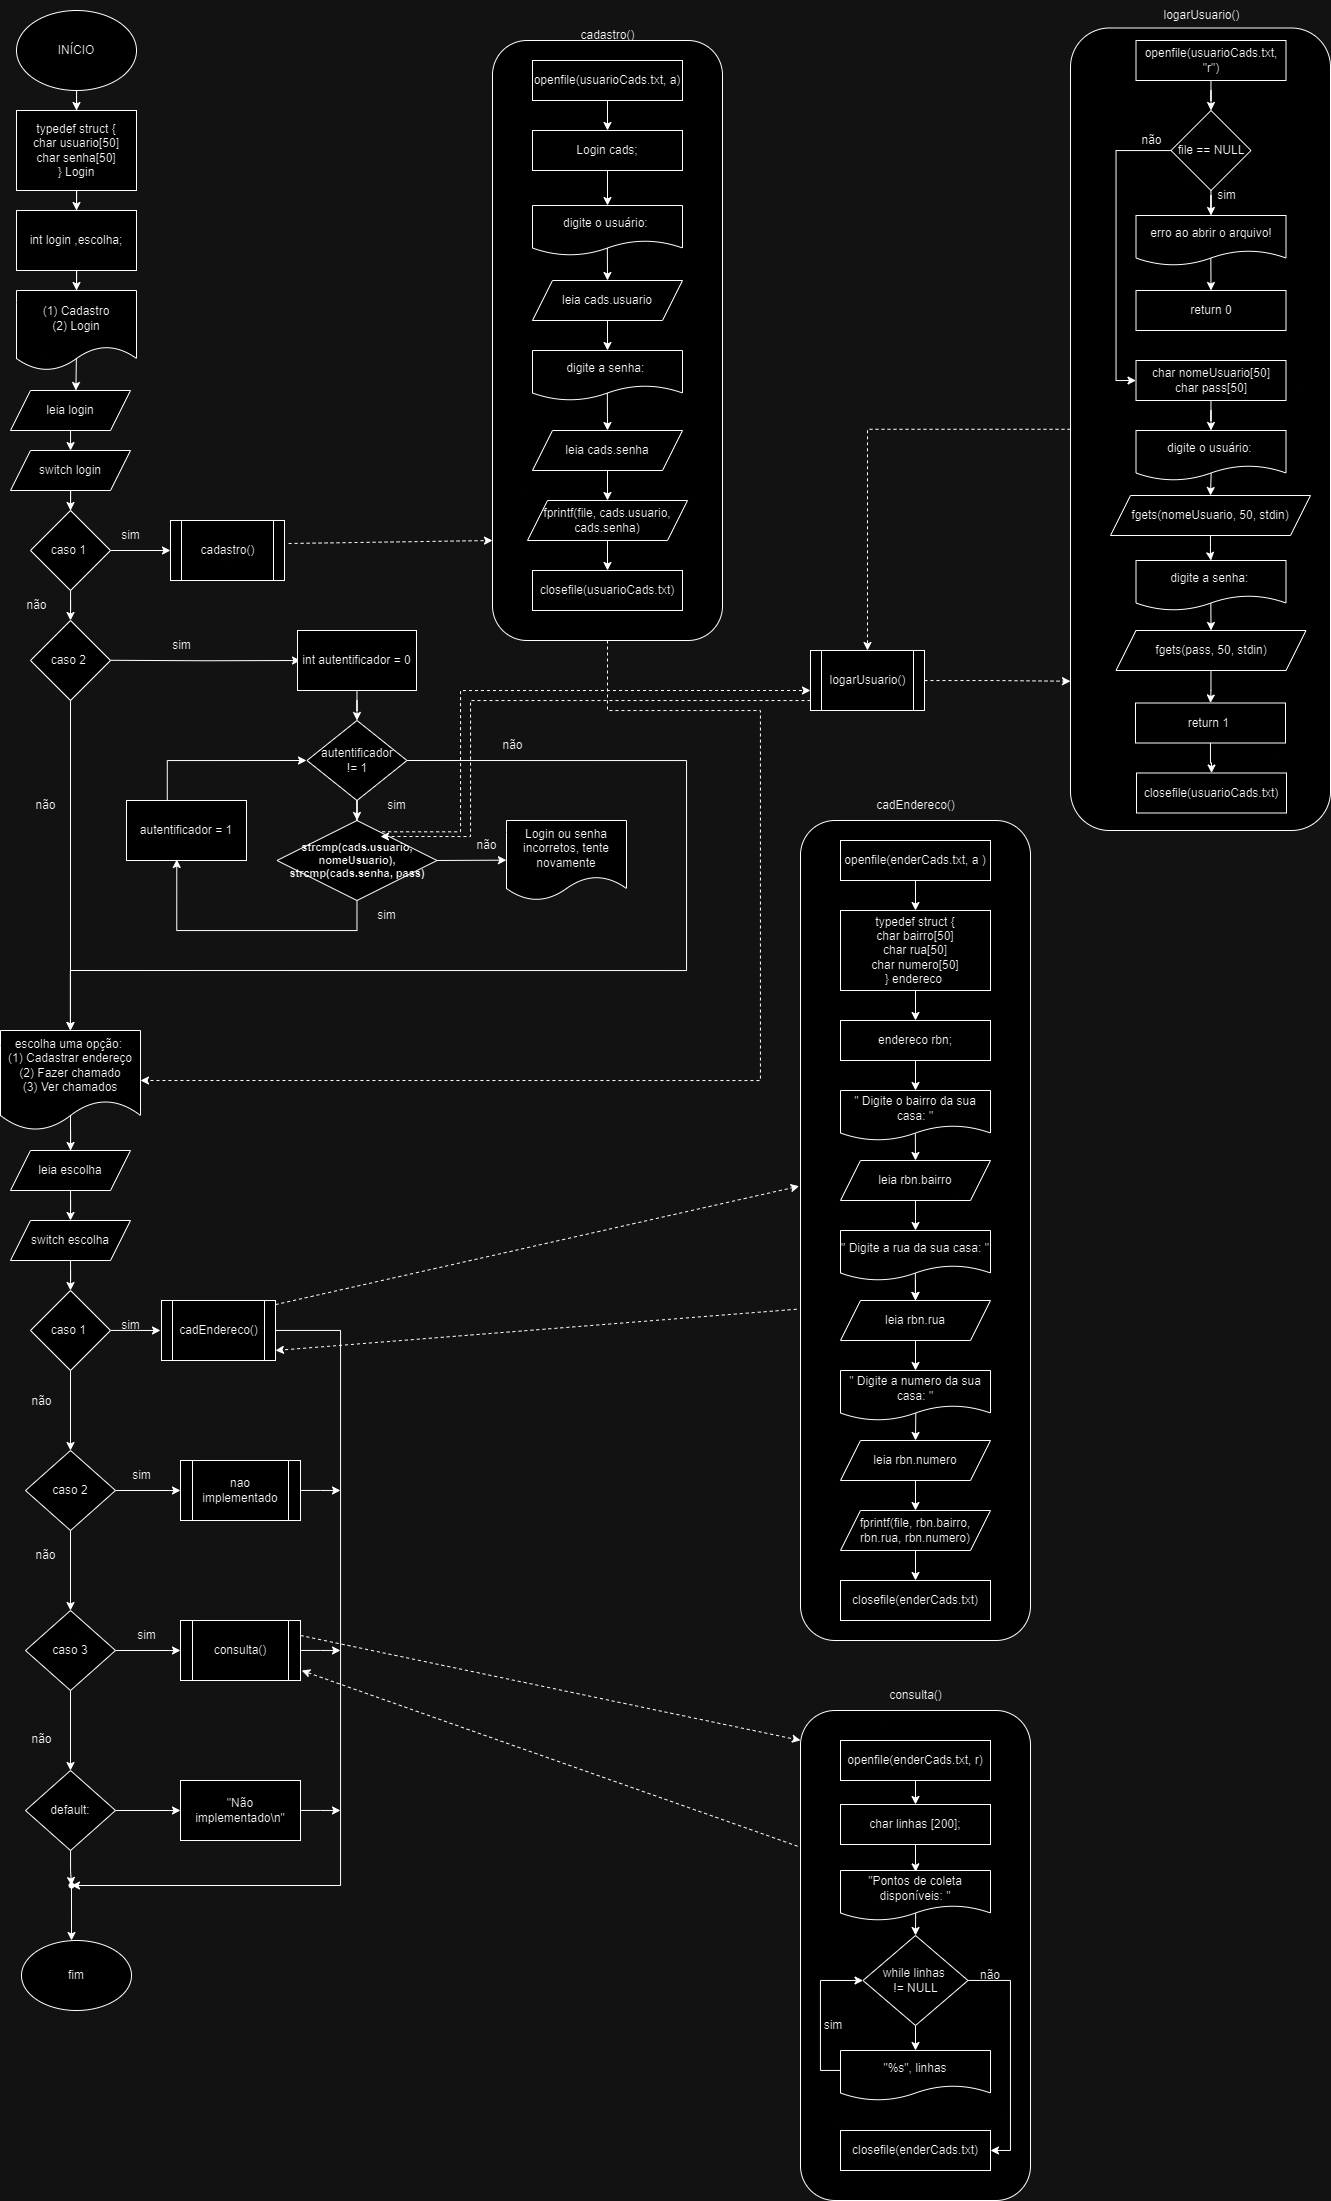 INÍCIO
typedef struct {
char usuario[50]
char senha[50]
} Login
int login ,escolha;
(1) Cadastro
(2) Login
leia login
switch login
caso 1
sim
cadastro()
não
caso 2
sim
int autentificador = 0
autentificador
!= 1
não
sim
autentificador = 1
strcmp(cads.usuario,
nomeUsuario),
strcmp(cads.senha, pass)
não
Login ou senha
incorretos, tente
novamente
sim
não
escolha uma opção:
(1) Cadastrar endereço
(2) Fazer chamado
(3) Ver chamados
leia escolha
switch escolha
caso 1
sim
cadEndereco()
não
caso 2
sim
nao
implementado
não
caso 3
sim
consulta()
não
default:
"Não
implementado\n"
fim
cadastro()
openfile(usuarioCads.txt, a)
Login cads;
digite o usuário:
leia cads.usuario
digite a senha:
leia cads.senha
fprintf(file, cads.usuario,
cads.senha)
closefile(usuarioCads.txt)
logarUsuario()
logarUsuario()
openfile(usuarioCads.txt,
"r")
não
file == NULL
sim
erro ao abrir o arquivo!
return 0
char nomeUsuario[50]
char pass[50]
digite o usuário:
fgets(nomeUsuario, 50, stdin)
digite a senha:
fgets(pass, 50, stdin)
return 1
closefile(usuarioCads.txt)
cadEndereco()
openfile(enderCads.txt, a )
typedef struct {
char bairro[50]
char rua[50]
char numero[50]
} endereco
endereco rbn;
" Digite o bairro da sua
casa: "
leia rbn.bairro
" Digite a rua da sua casa: "
leia rbn.rua
" Digite a numero da sua
casa: "
leia rbn.numero
fprintf(file, rbn.bairro,
rbn.rua, rbn.numero)
closefile(enderCads.txt)
consulta()
openfile(enderCads.txt, r)
char linhas [200];
"Pontos de coleta
disponíveis: "
while linhas
!= NULL
não
sim
"%s", linhas
closefile(enderCads.txt)